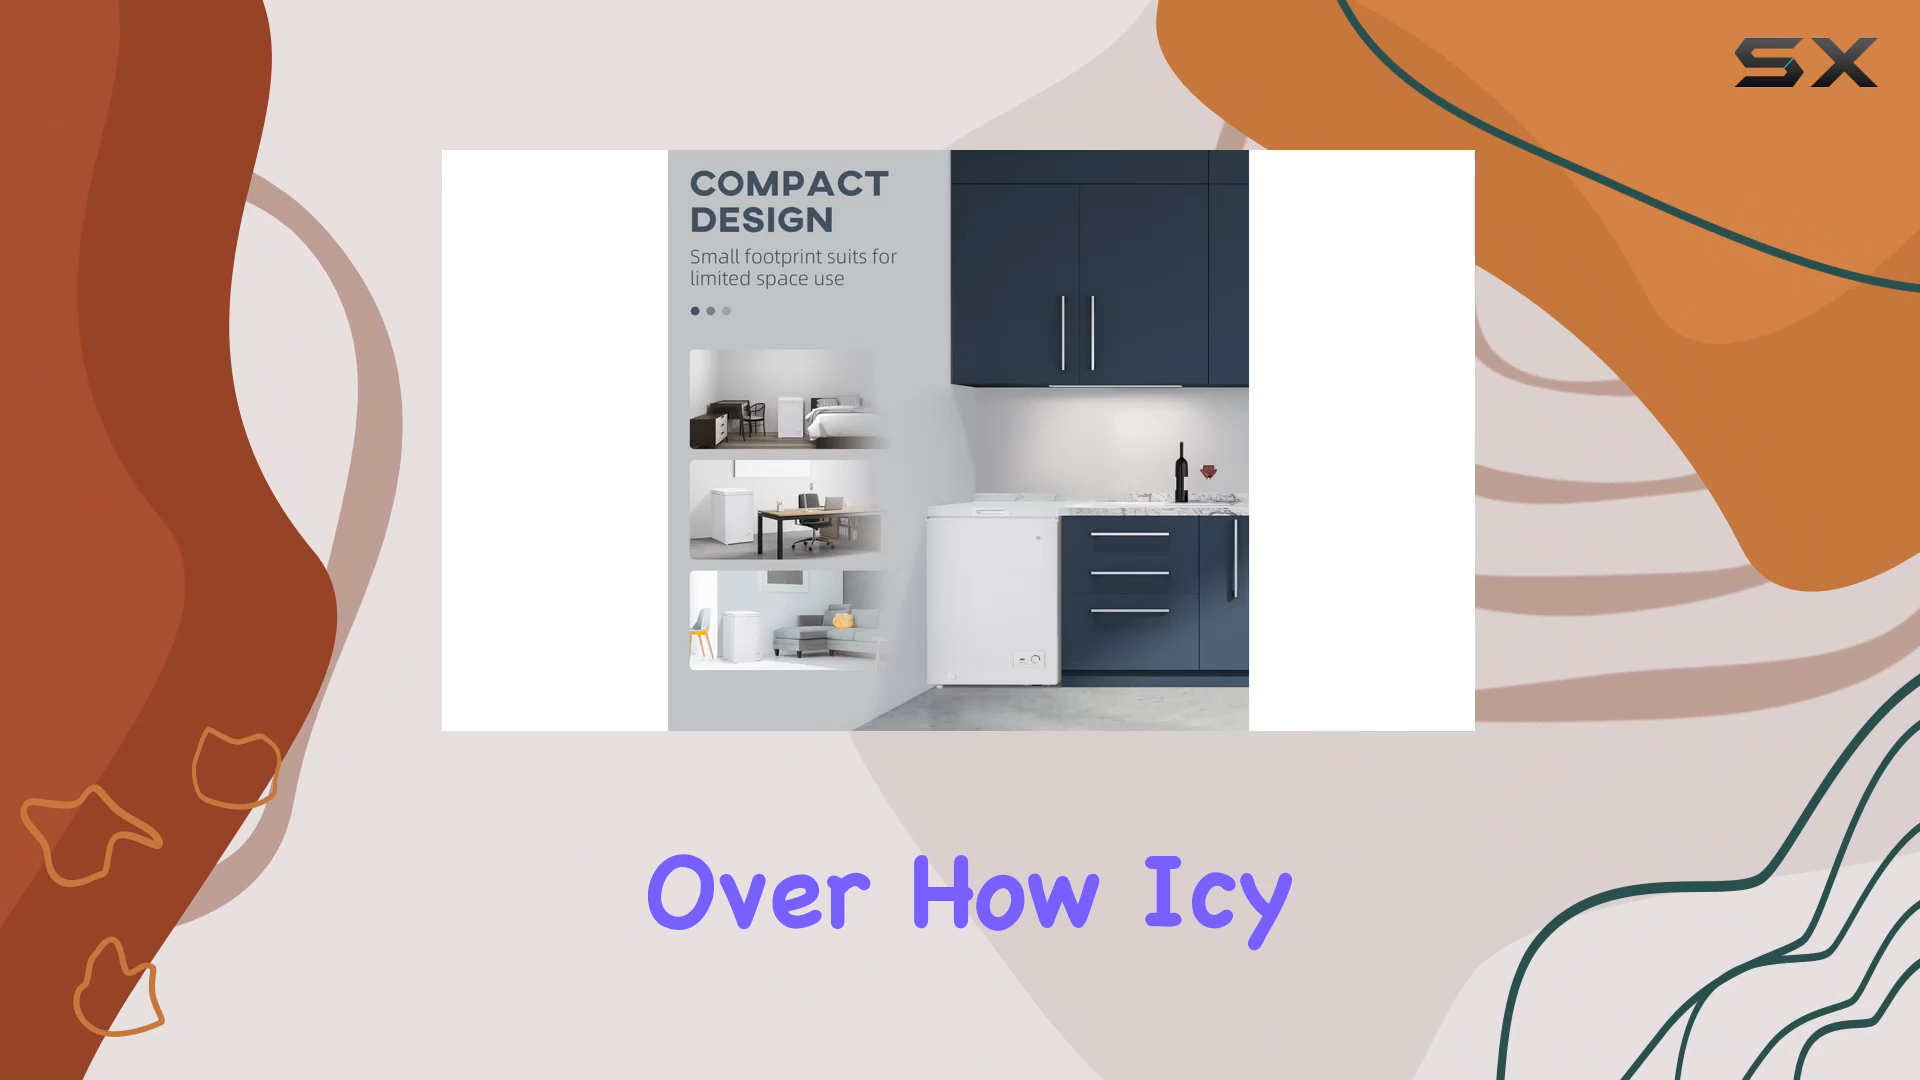 SX
COMPACT
DESIGN
Small footprint suits for
limited space use
Over How Icy